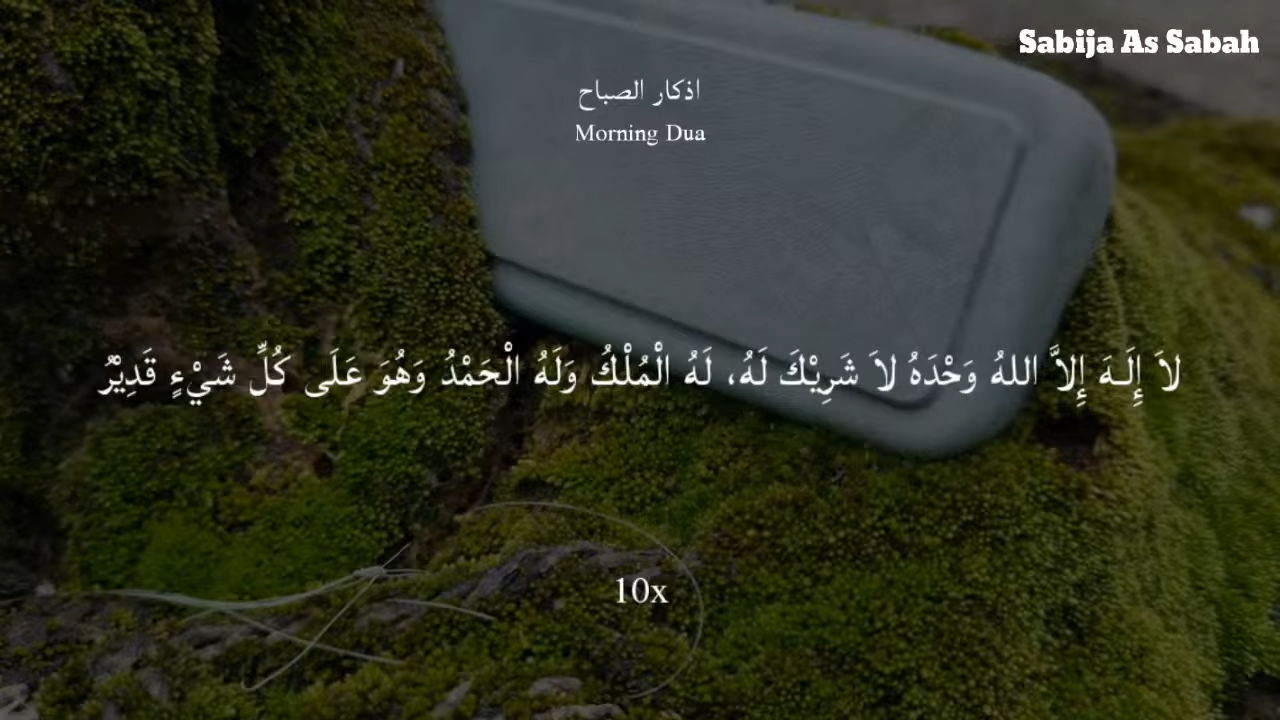 Sabija As Sabah
اذكار الصباح
Morning Dua
لاَ إِلَـهَ إِلاَّ اللهُ وَحْدَهُ لاَ شَرِيْكَ لَهُ، لَهُ الْمُلْكُ وَلَهُ الْحَمْدُ وَهُوَ عَلَى كُلِّ شَيْءٍ قَدِيْرٌ
10x